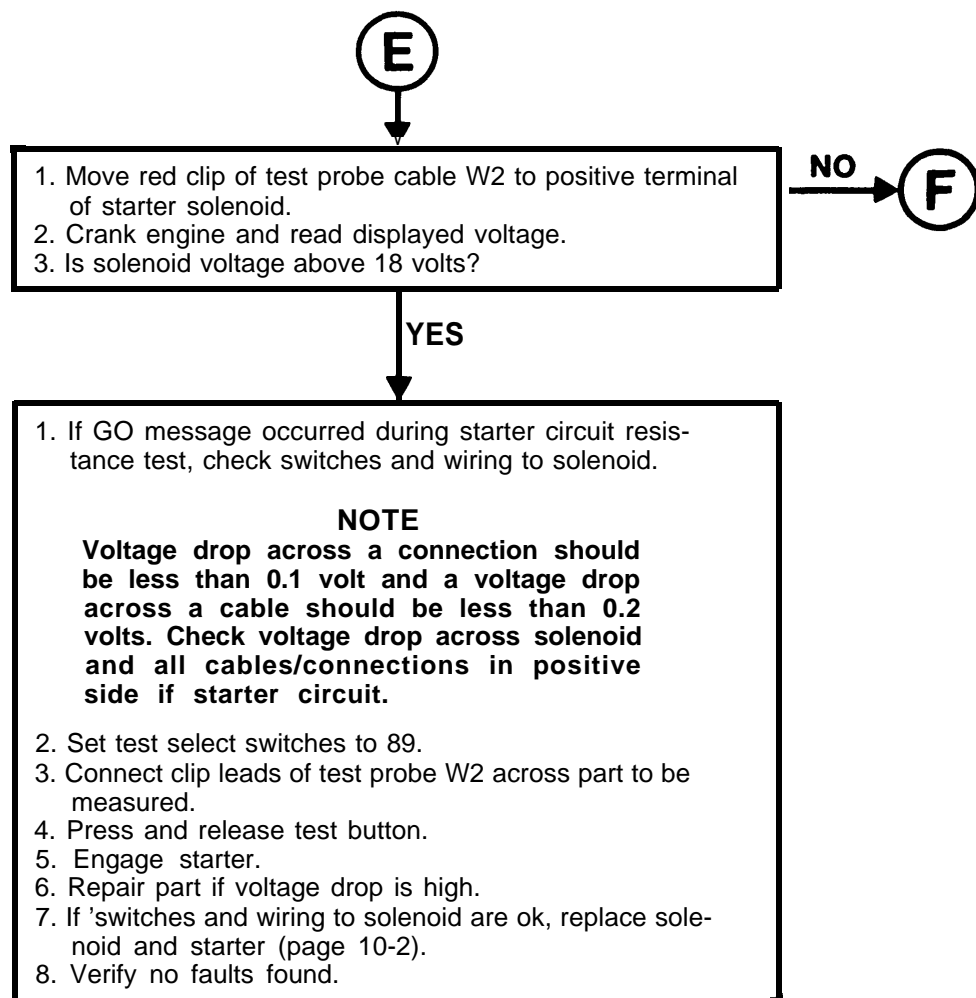 E
1. Move red clip of test probe cable W2 to positive terminal
of starter solenoid.
2. Crank engine and read displayed voltage.
3. Is solenoid voltage above 18 volts?
NO
F
YES
1. If GO message occurred during starter circuit resis-
tance test, check switches and wiring to solenoid.
NOTE
Voltage drop across a connection should
be less than 0.1 volt and a voltage drop
across a cable should be less than 0.2
volts. Check voltage drop across solenoid
and all cables/connections in positive
side if starter circuit.
2. Set test select switches to 89.
3. Connect clip leads of test probe W2 across part to be
measured.
4. Press and release test button.
5. Engage starter.
6. Repair part if voltage drop is high.
7. If 'switches and wiring to solenoid are ok, replace sole-
noid and starter (page 10-2).
8. Verify no faults found.